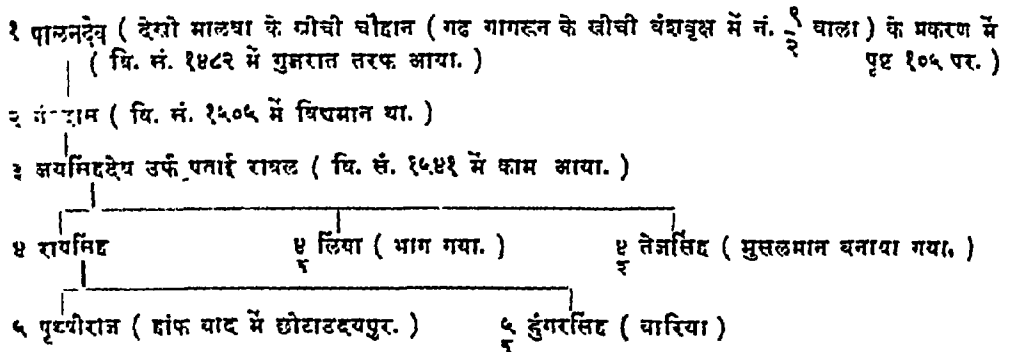 १ पालनदेव ( देखो मालवा के खीची चौहान ( गढ गागरून के खीची वंशवृक्ष में नं. ९/२ वाला ) के प्रकरण में
( वि. सं. १४८२ में गुजरात तरफ आया. ) पृष्ट १०५ पर. )
२ ( वि. सं. १५०५ में विद्यमान था. )
३ जयसिंहदेव उर्फ पताई रावल ( वि. सं. १५४१ में काम आया. )
४ रायसिंह ४/१ लिंबा ( भाग गया. ) ४/२ तेजसिंह ( मुसलमान बनाया गया. )
५ पृथ्वीराज ( हांफ बाद में छोटाउदयपुर. ) ५/१ डुंगरसिंह ( बारिया )